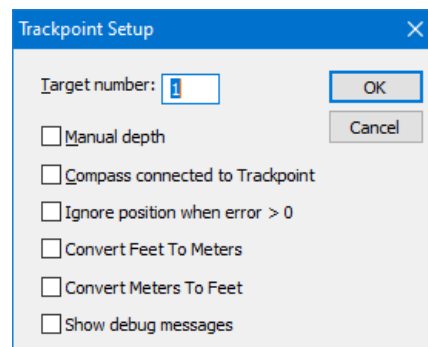 Trackpoint Setup
Target number: 1
OK
Manual depth
Cancel
Compass connected to Trackpoint
Ignore position when error > 0
Convert Feet To Meters
Convert Meters To Feet
Show debug messages